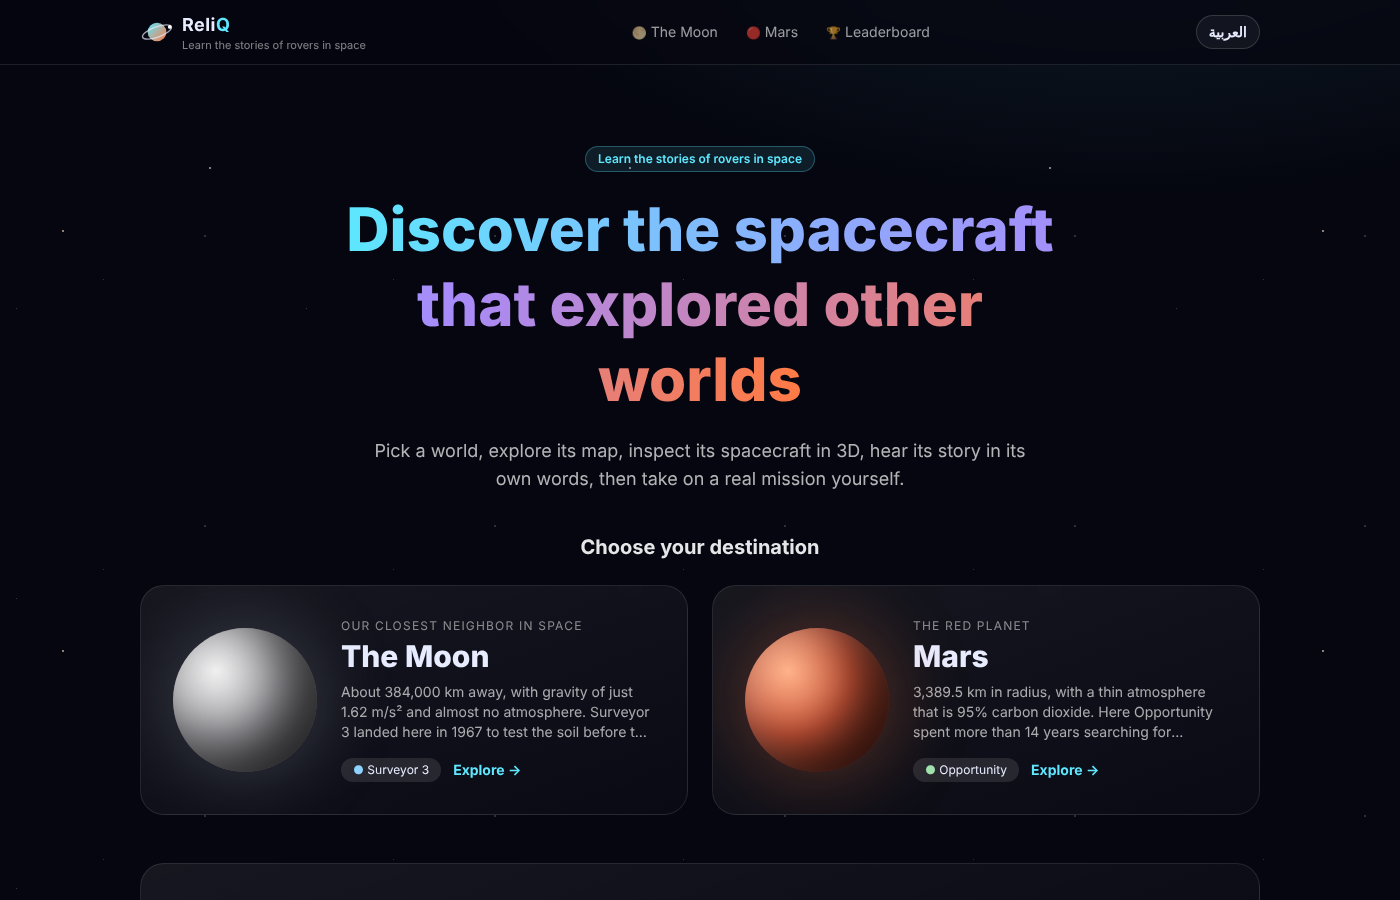 ReliQ
Learn the stories of rovers in space
The Moon
Mars
Leaderboard
العربية
Learn the stories of rovers in space
Discover the spacecraft
that explored other
worlds
Pick a world, explore its map, inspect its spacecraft in 3D, hear its story in its
own words, then take on a real mission yourself.
Choose your destination
OUR CLOSEST NEIGHBOR IN SPACE
The Moon
About 384,000 km away, with gravity of just
1.62 m/s² and almost no atmosphere. Surveyor
3 landed here in 1967 to test the soil before t...
Surveyor 3
Explore →
THE RED PLANET
Mars
3,389.5 km in radius, with a thin atmosphere
that is 95% carbon dioxide. Here Opportunity
spent more than 14 years searching for...
Opportunity
Explore →